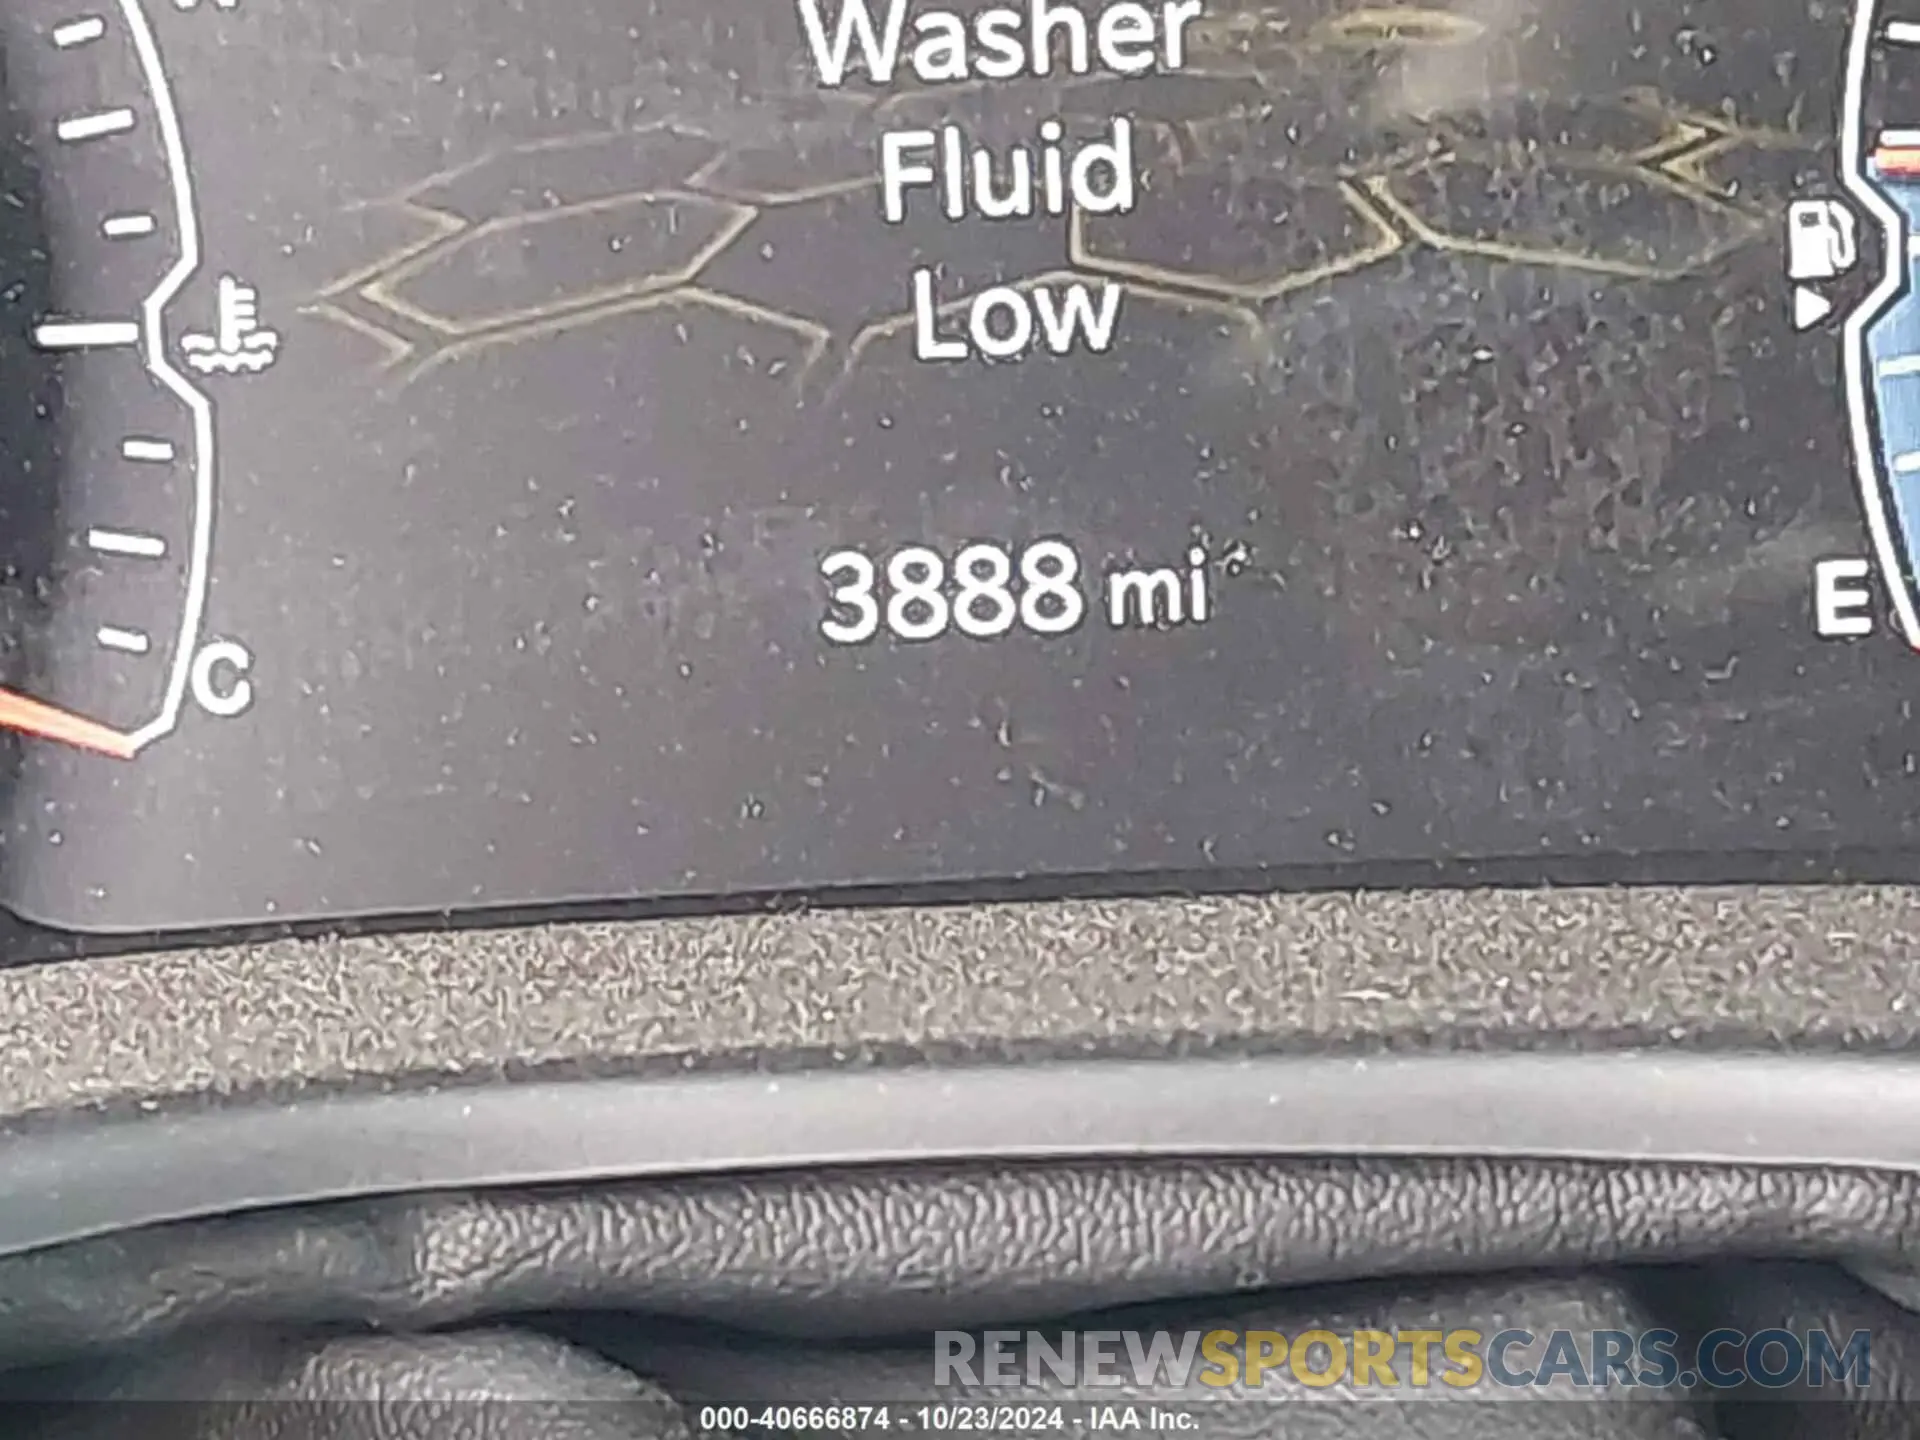 Washer
Fluid
Low
3888 mi
C
E
RENEWSPORTSCARS.COM
000-40666874 - 10/23/2024 - IAA Inc.